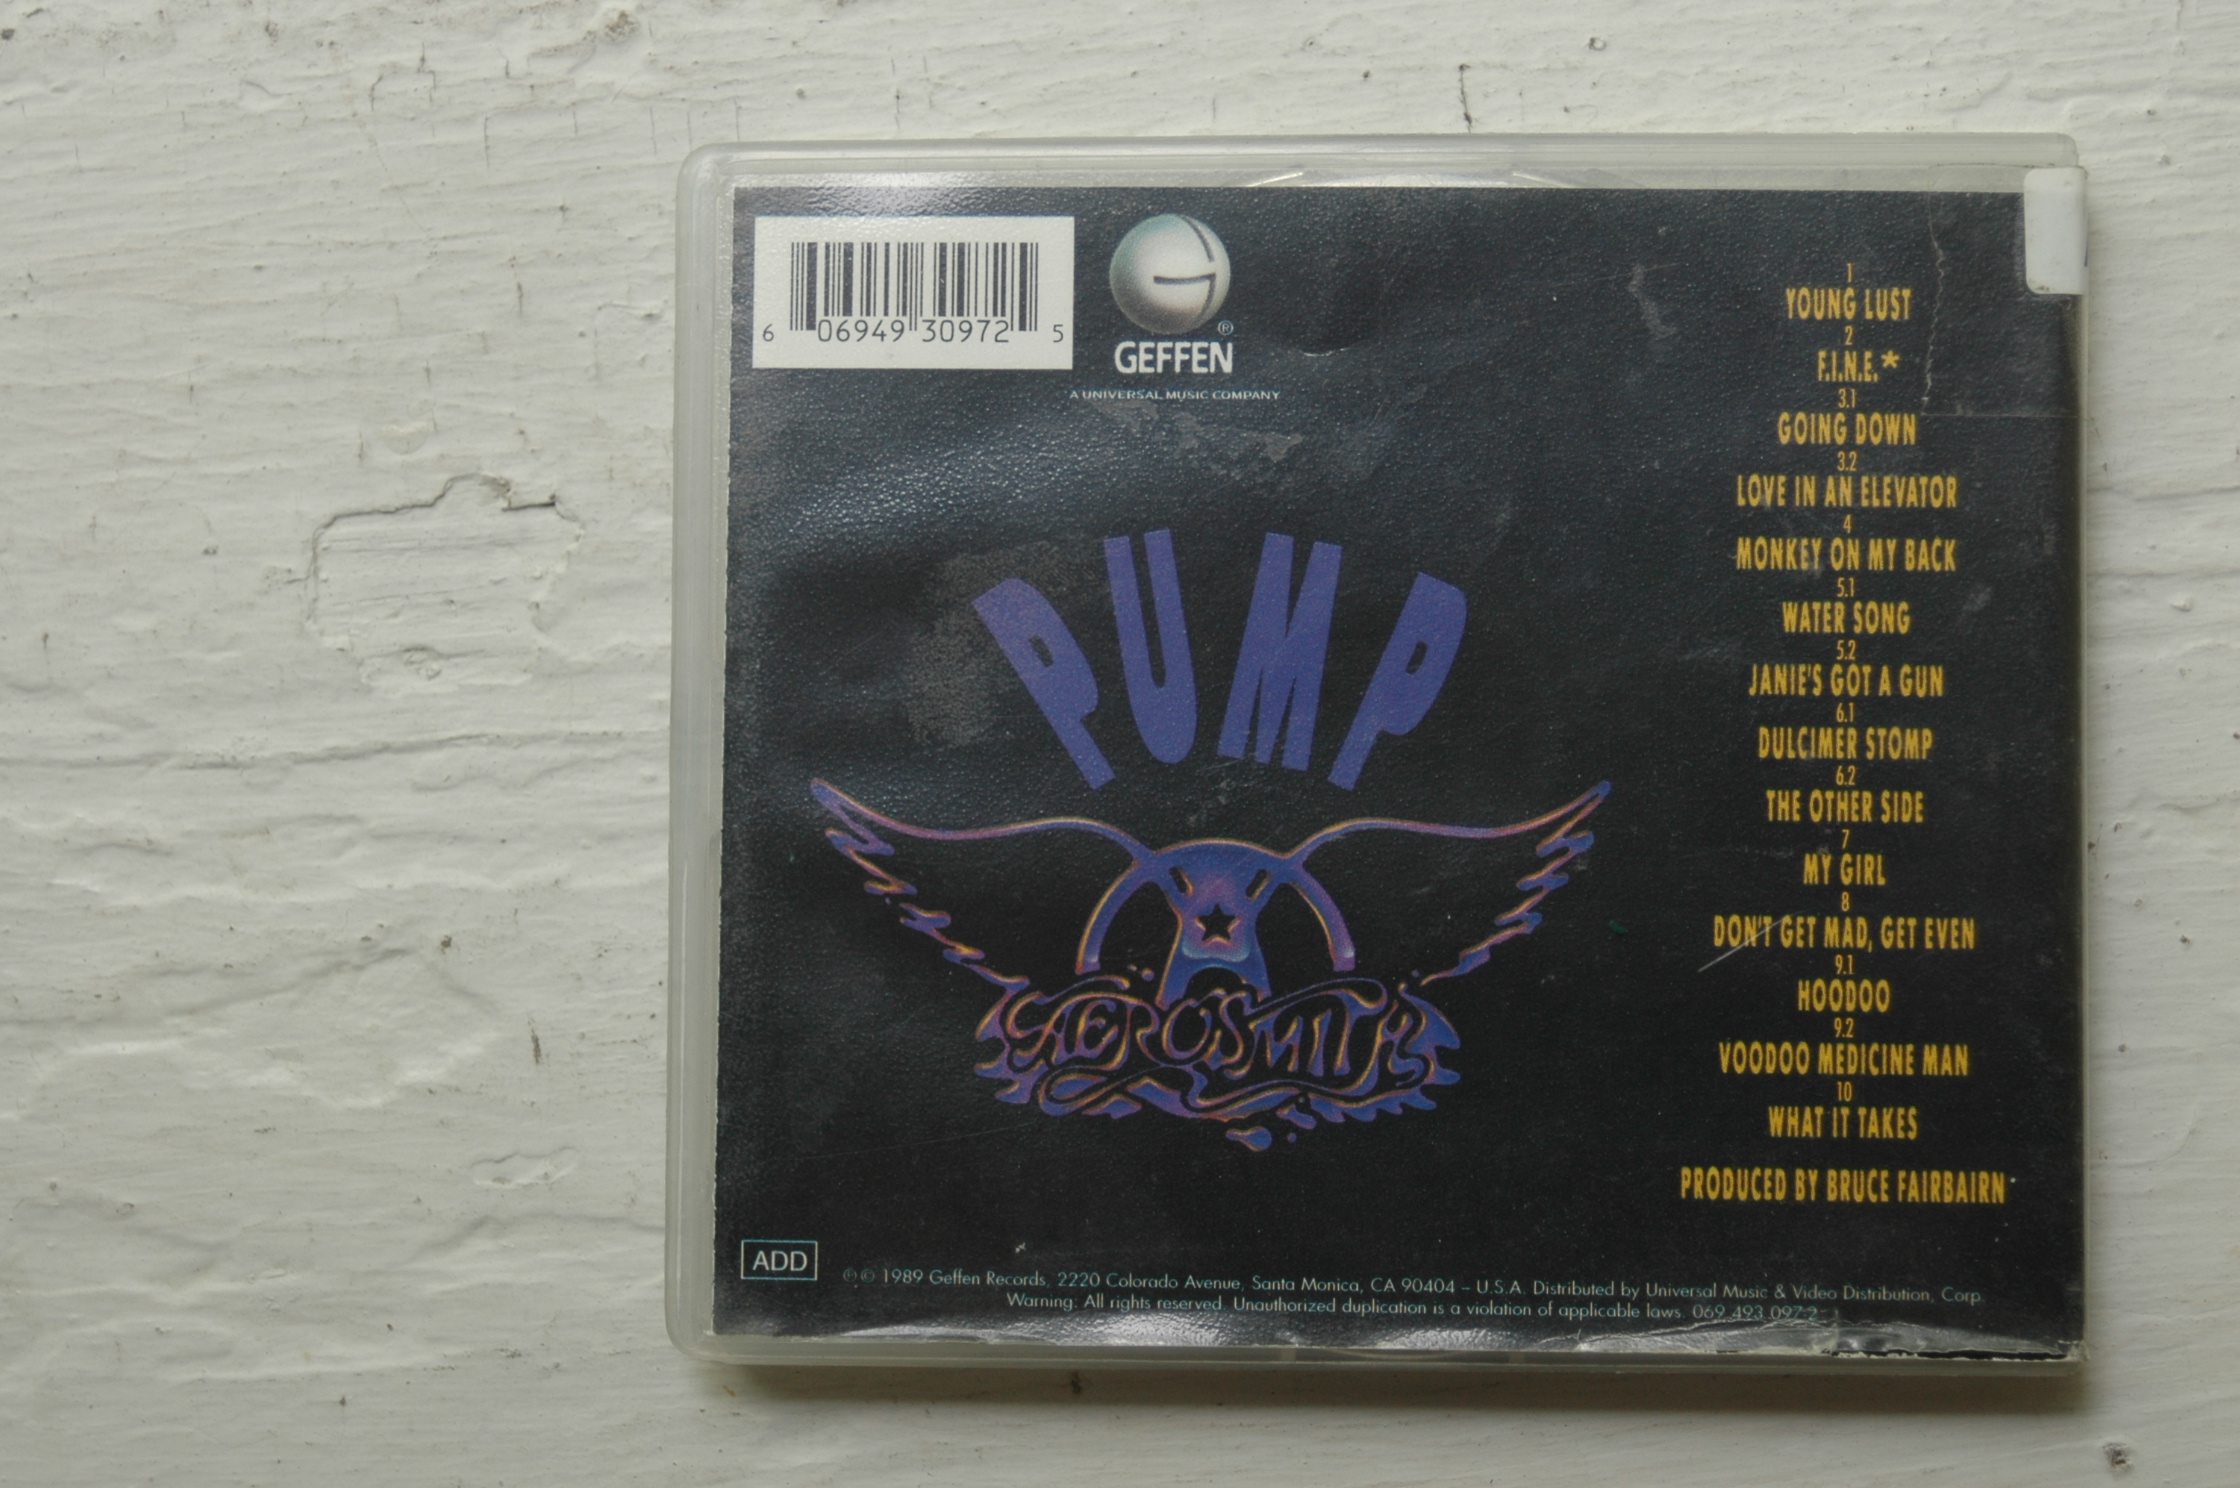 6 06949 30972 5
®
GEFFEN
A UNIVERSAL MUSIC COMPANY
PUMP
AEROSMITH
1
YOUNG LUST
2
F.I.N.E.*
3.1
GOING DOWN
3.2
LOVE IN AN ELEVATOR
4
MONKEY ON MY BACK
5.1
WATER SONG
5.2
JANIE'S GOT A GUN
6.1
DULCIMER STOMP
6.2
THE OTHER SIDE
7
MY GIRL
8
DON'T GET MAD, GET EVEN
9.1
HOODOO
9.2
VOODOO MEDICINE MAN
10
WHAT IT TAKES
PRODUCED BY BRUCE FAIRBAIRN
ADD
℗© 1989 Geffen Records, 2220 Colorado Avenue, Santa Monica, CA 90404 – U.S.A. Distributed by Universal Music & Video Distribution, Corp.
Warning: All rights reserved. Unauthorized duplication is a violation of applicable laws. 069 493 097-2